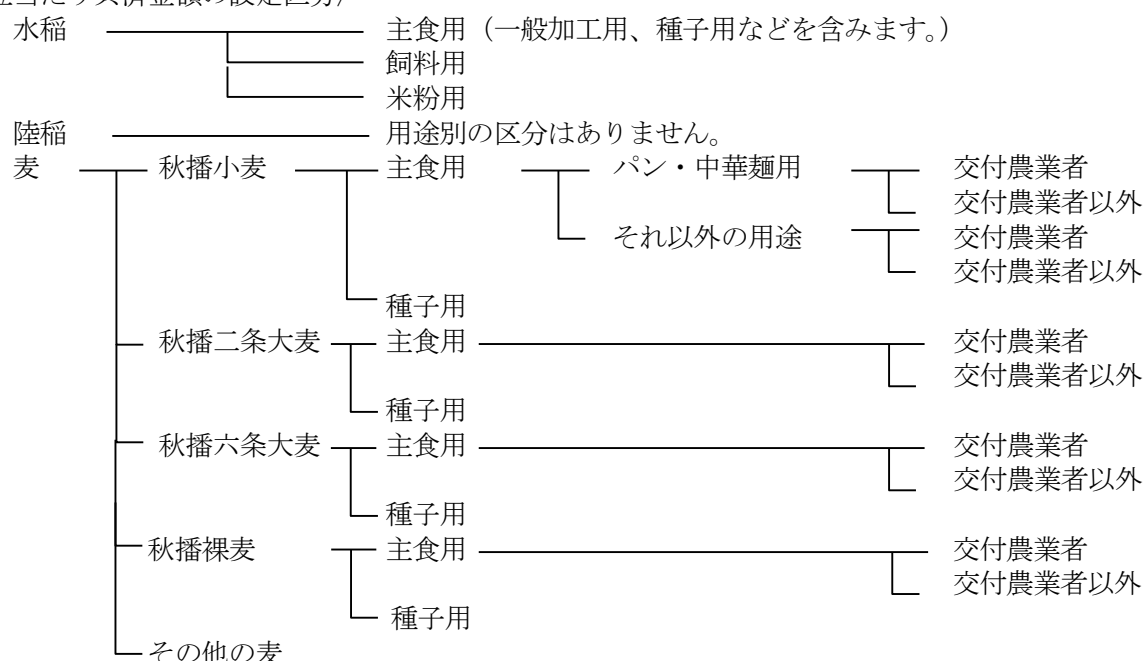 水稲 主食用（一般加工用、種子用などを含みます。）
飼料用
米粉用
陸稲 用途別の区分はありません。
麦 秋播小麦 主食用 パン・中華麺用 交付農業者
交付農業者以外
それ以外の用途 交付農業者
交付農業者以外
種子用
秋播二条大麦 主食用 交付農業者
交付農業者以外
種子用
秋播六条大麦 主食用 交付農業者
交付農業者以外
種子用
秋播裸麦 主食用 交付農業者
交付農業者以外
種子用
その他の麦